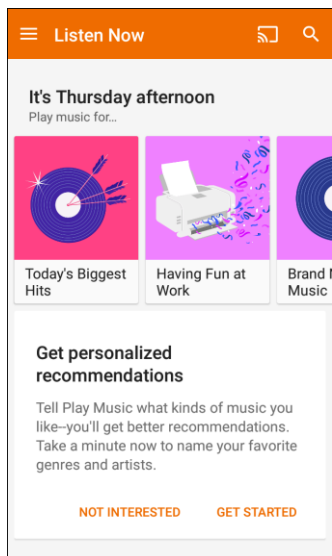 Listen Now
It's Thursday afternoon
Play music for...
Today's Biggest
Hits
Having Fun at
Work
Brand
Music
Get personalized
recommendations
Tell Play Music what kinds of music you
like--you'll get better recommendations.
Take a minute now to name your favorite
genres and artists.
NOT INTERESTED
GET STARTED